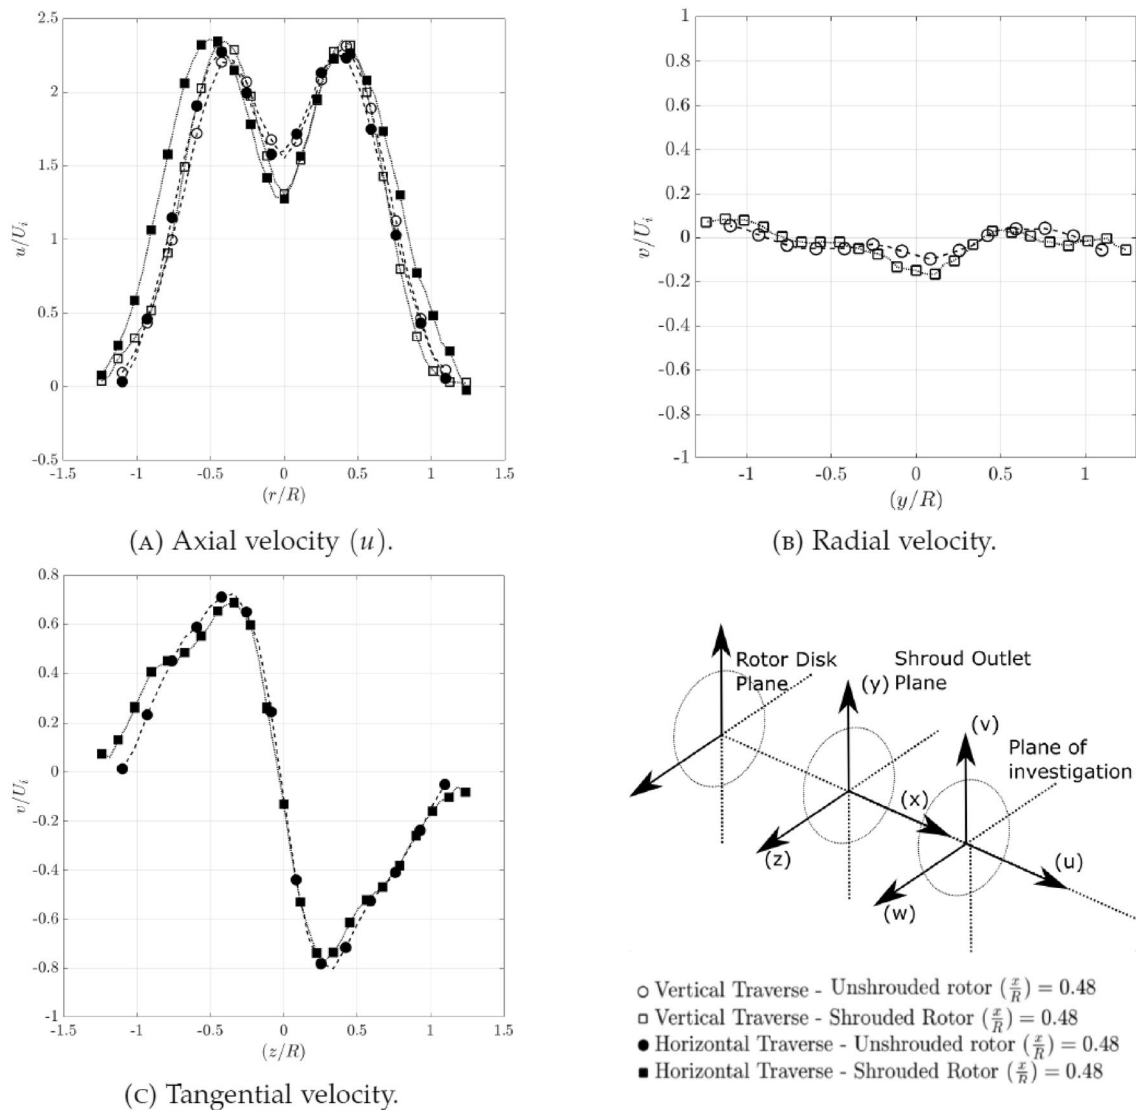 2.5
2
1.5
1
0.5
0
-0.5
u/U_i
-1.5 -1 -0.5 0 0.5 1 1.5
(r/R)
(A) Axial velocity (u).
1
0.8
0.6
0.4
0.2
0
-0.2
-0.4
-0.6
-0.8
-1
v/U_i
-1 -0.5 0 0.5 1
(y/R)
(B) Radial velocity.
0.8
0.6
0.4
0.2
0
-0.2
-0.4
-0.6
-0.8
-1
v/U_i
-1.5 -1 -0.5 0 0.5 1 1.5
(z/R)
(C) Tangential velocity.
Rotor Disk
Plane
Shroud Outlet
Plane
(y)
(v)
Plane of
investigation
(x)
(z)
(u)
(w)
Vertical Traverse - Unshrouded rotor (x/R) = 0.48
Vertical Traverse - Shrouded Rotor (x/R) = 0.48
Horizontal Traverse - Unshrouded rotor (x/R) = 0.48
Horizontal Traverse - Shrouded Rotor (x/R) = 0.48